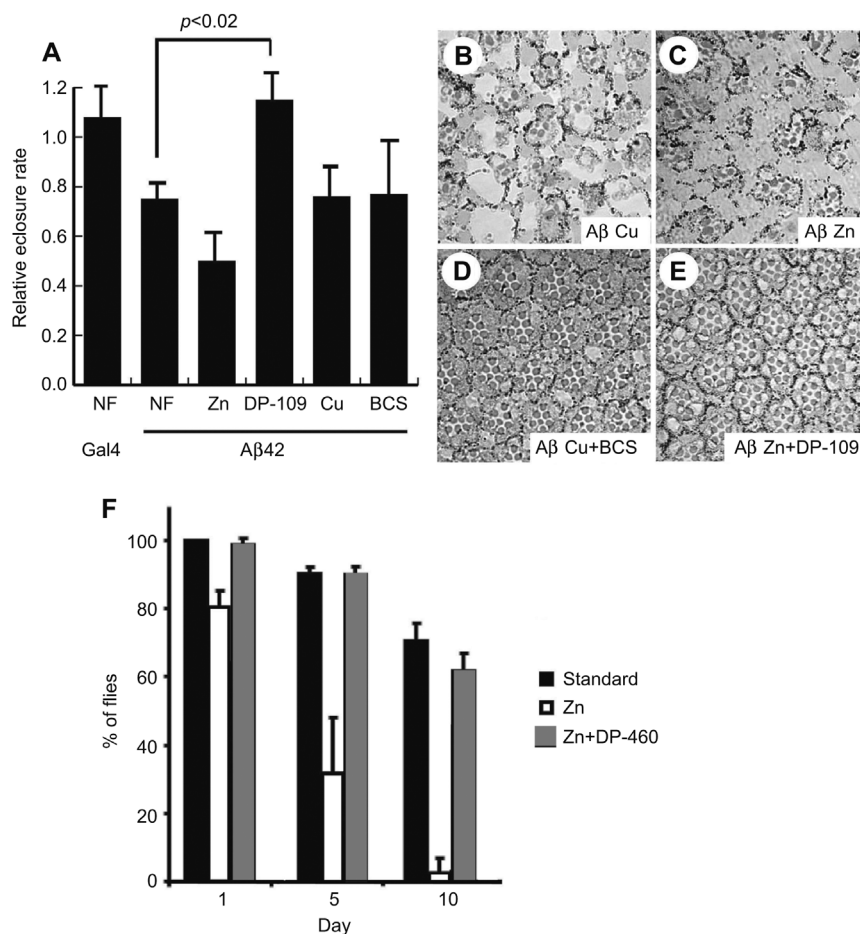 A
p<0.02
Relative eclosure rate
1.2
1.0
0.8
0.6
0.4
0.2
0.0
NF NF Zn DP-109 Cu BCS
Gal4 Aβ42
B
Aβ Cu
C
Aβ Zn
D
Aβ Cu+BCS
E
Aβ Zn+DP-109
F
% of flies
100
80
60
40
20
0
1 5 10
Day
Standard
Zn
Zn+DP-460